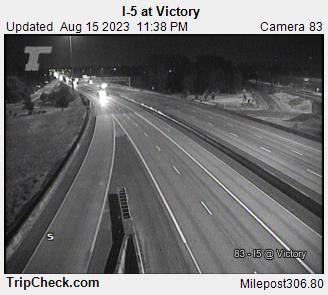 I-5 at Victory
Updated Aug 15 2023 11:38 PM Camera 83
T
S
83 - I5 @ Victory
TripCheck.com Milepost306.80